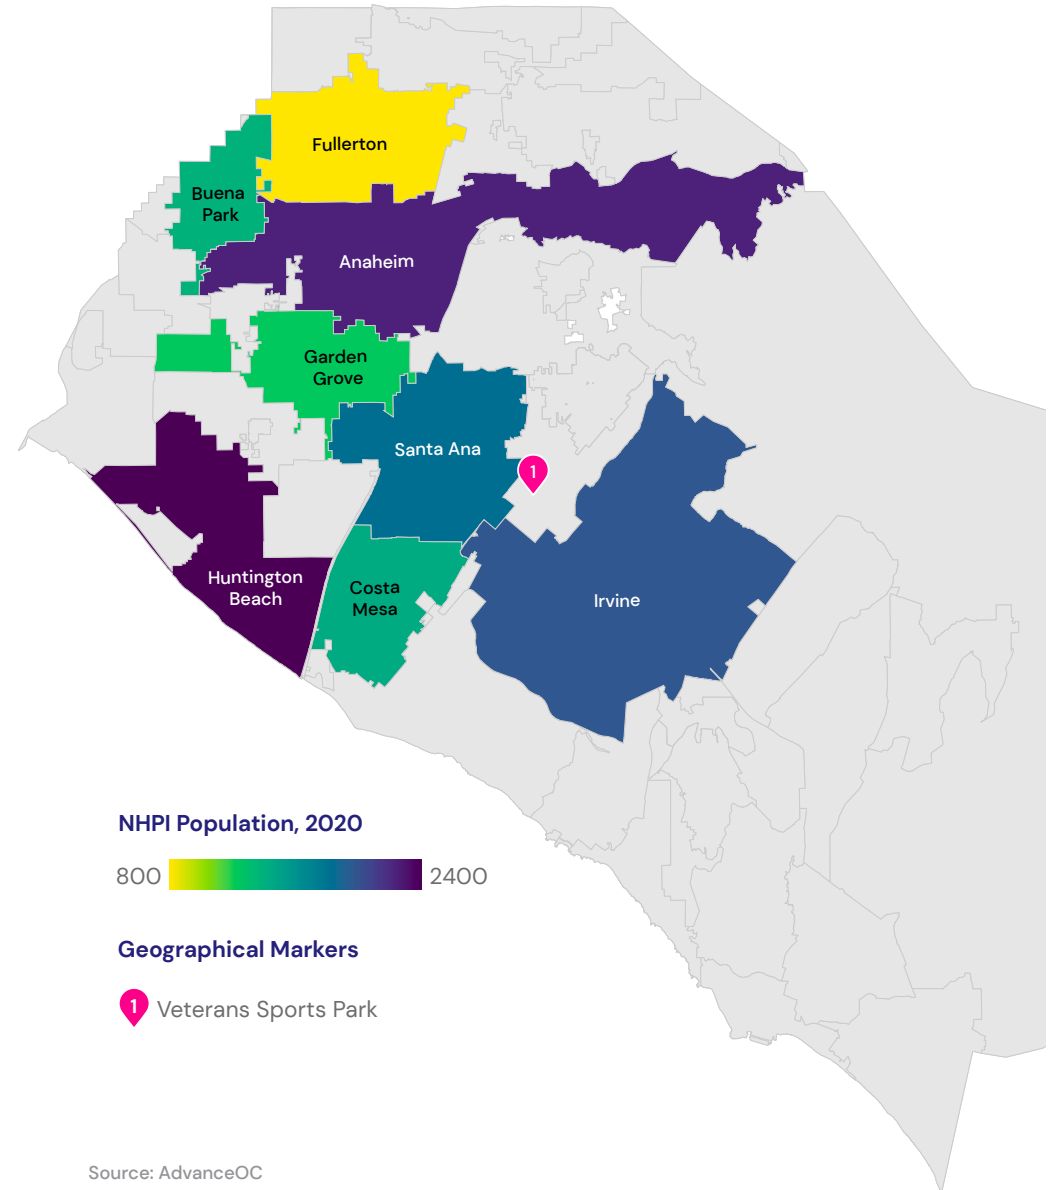 Fullerton
Buena
Park
Anaheim
Garden
Grove
Santa Ana
1
Huntington
Beach
Costa
Mesa
Irvine
NHPI Population, 2020
800 2400
Geographical Markers
1 Veterans Sports Park
Source: AdvanceOC